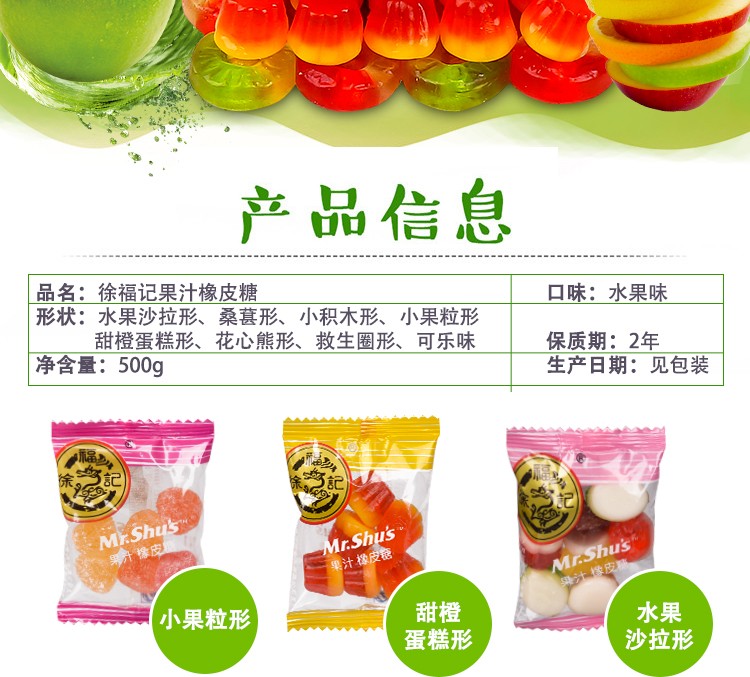 产品信息
品名：徐福记果汁橡皮糖
口味：水果味
形状：水果沙拉形、桑葚形、小积木形、小果粒形
甜橙蛋糕形、花心熊形、救生圈形、可乐味
保质期：2年
净含量：500g
生产日期：见包装
徐福记
Mr.Shu's™
果汁橡皮糖
小果粒形
徐福记
Mr.Shu's™
果汁橡皮糖
甜橙
蛋糕形
徐福记
Mr.Shu's
果汁橡皮糖
水果
沙拉形